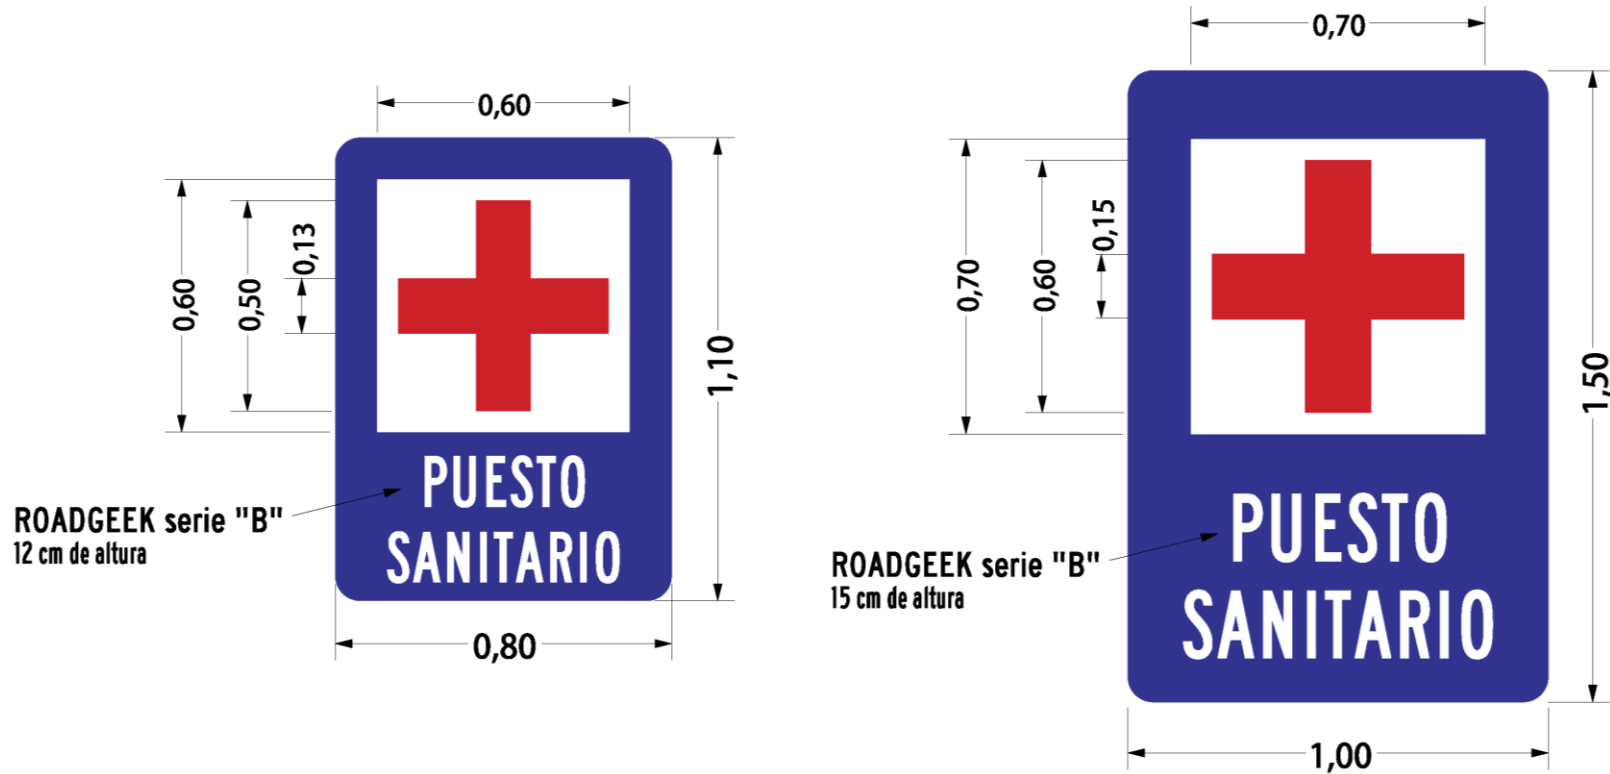 0,60
0,60
0,50
0,13
1,10
PUESTO
SANITARIO
ROADGEEK serie "B"
12 cm de altura
0,80
0,70
0,70
0,60
0,15
1,50
PUESTO
SANITARIO
ROADGEEK serie "B"
15 cm de altura
1,00